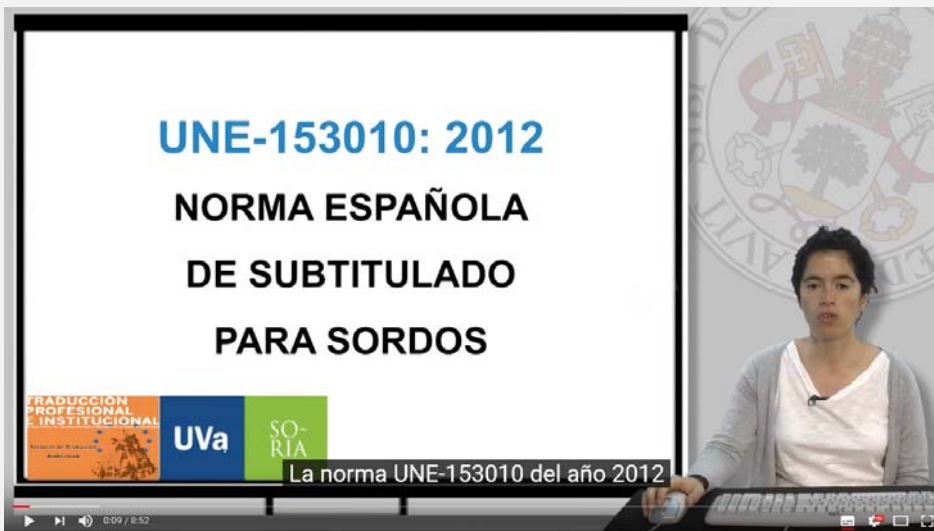 UNE-153010: 2012
NORMA ESPAÑOLA
DE SUBTITULADO
PARA SORDOS
TRADUCCIÓN
PROFESIONAL
E INSTITUCIONAL
UVa
SO-
RIA
La norma UNE-153010 del año 2012
0:09 / 8:52